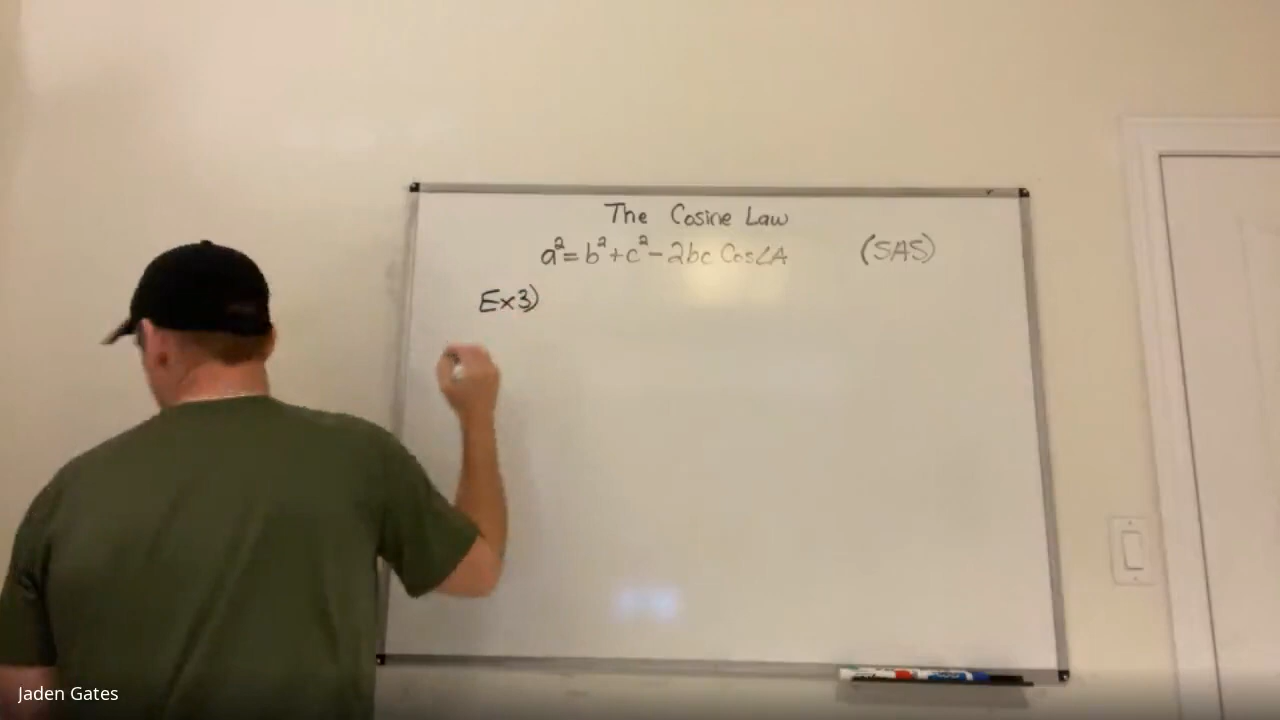 The Cosine Law
a² = b² + c² - 2bc Cos∠A (SAS)
Ex3)
Jaden Gates